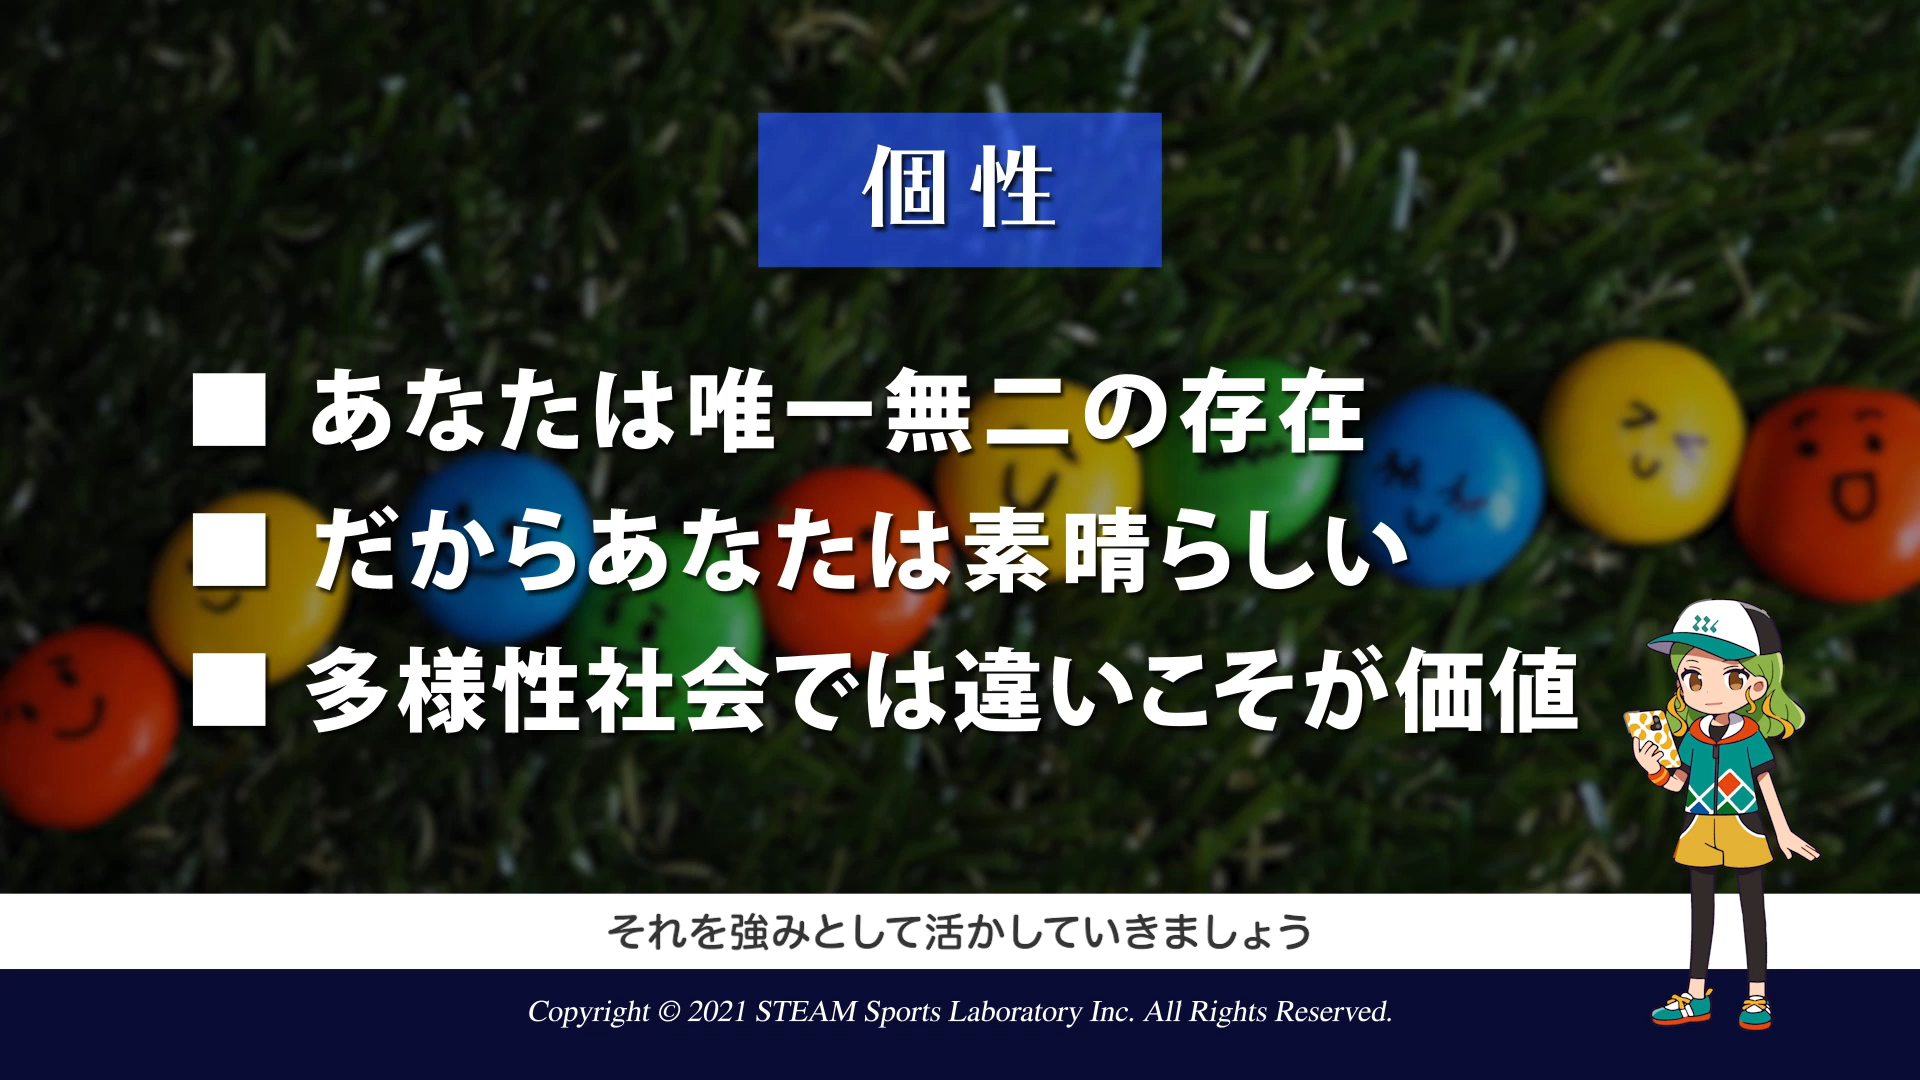 個性
■ あなたは唯一無二の存在
■ だからあなたは素晴らしい
■ 多様性社会では違いこそが価値
それを強みとして活かしていきましょう
Copyright © 2021 STEAM Sports Laboratory Inc. All Rights Reserved.